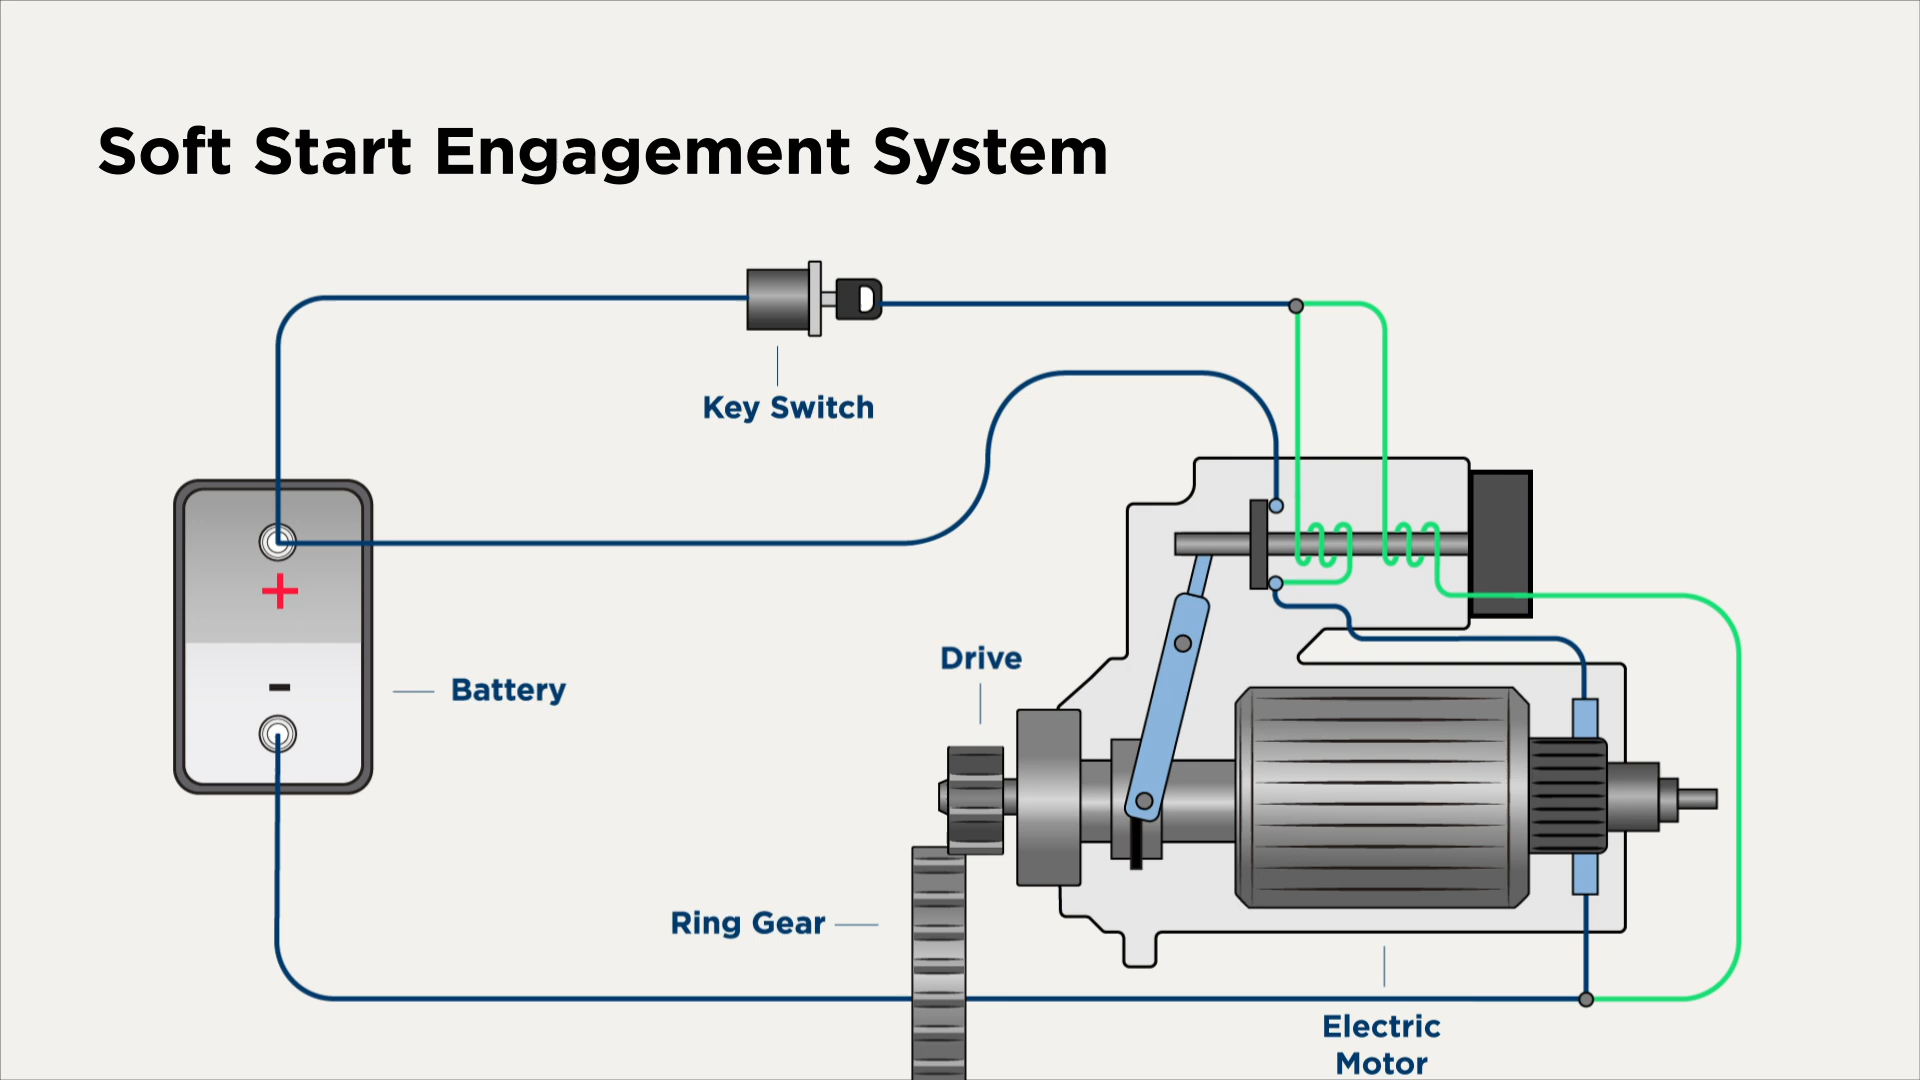 Soft Start Engagement System
Key Switch
Drive
+
-
Battery
Ring Gear
Electric
Motor